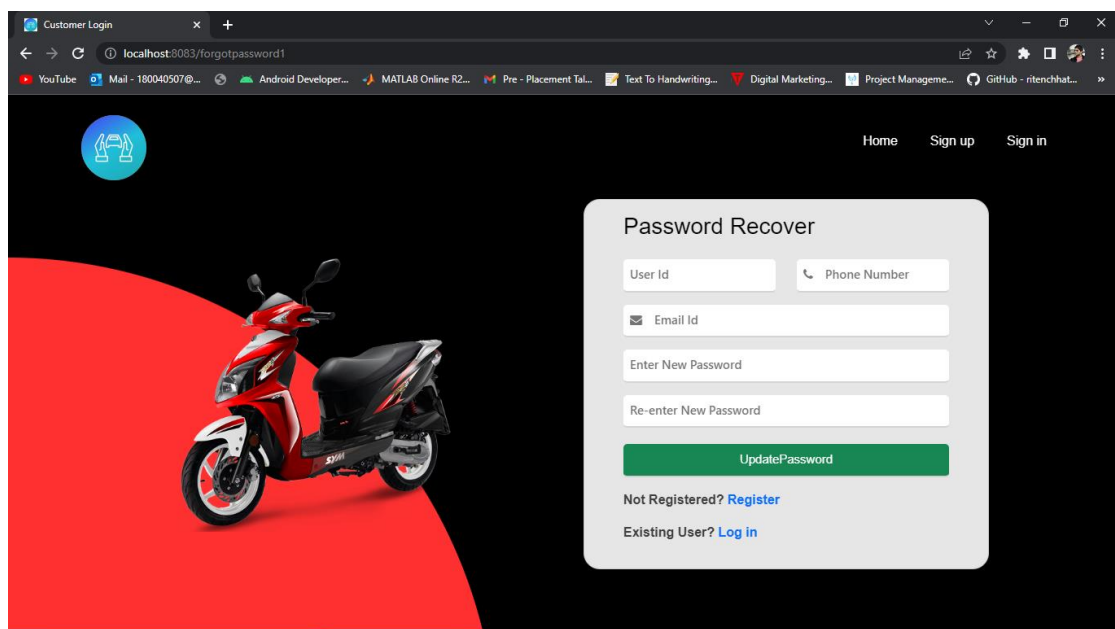 Customer Login
localhost:8083/forgotpassword1
YouTube Mail - 180040507@... Android Developer... MATLAB Online R2... Pre - Placement Tal... Text To Handwriting... Digital Marketing... Project Manageme... GitHub - ritenchhat... »
Home Sign up Sign in
Password Recover
User Id Phone Number
Email Id
Enter New Password
Re-enter New Password
UpdatePassword
Not Registered? Register
Existing User? Log in
SYM